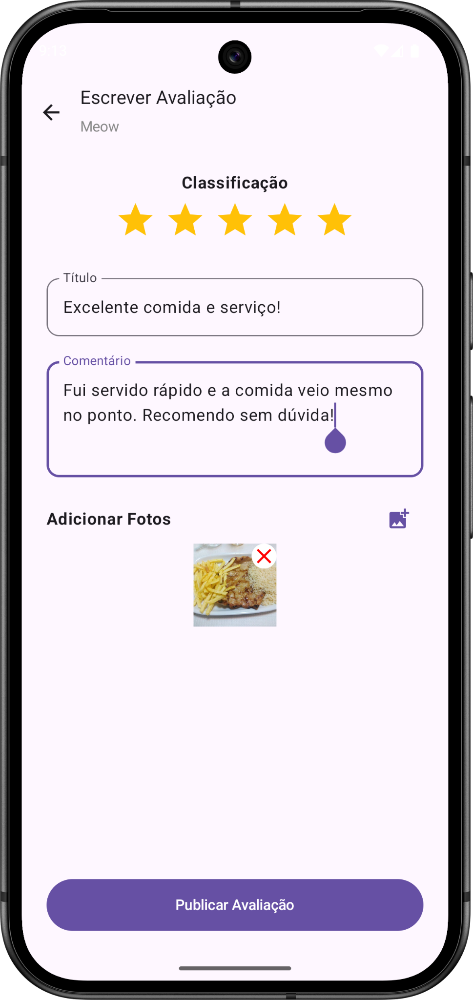 9:13
Escrever Avaliação
Meow
Classificação
Título
Excelente comida e serviço!
Comentário
Fui servido rápido e a comida veio mesmo
no ponto. Recomendo sem dúvida!
Adicionar Fotos
Publicar Avaliação